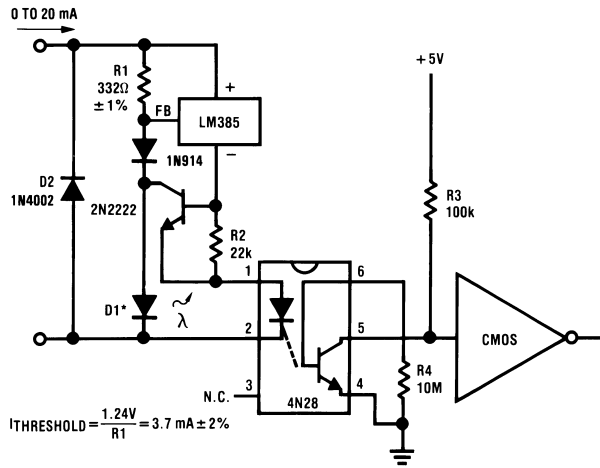 0 TO 20 mA
+5V
R1
332Ω
±1%
FB
+
LM385
–
1N914
D2
1N4002
2N2222
R3
100k
R2
22k
1
6
D1*
λ
2
5
CMOS
3
N.C.
4
4N28
R4
10M
ITHRESHOLD = 1.24V / R1 = 3.7 mA ± 2%